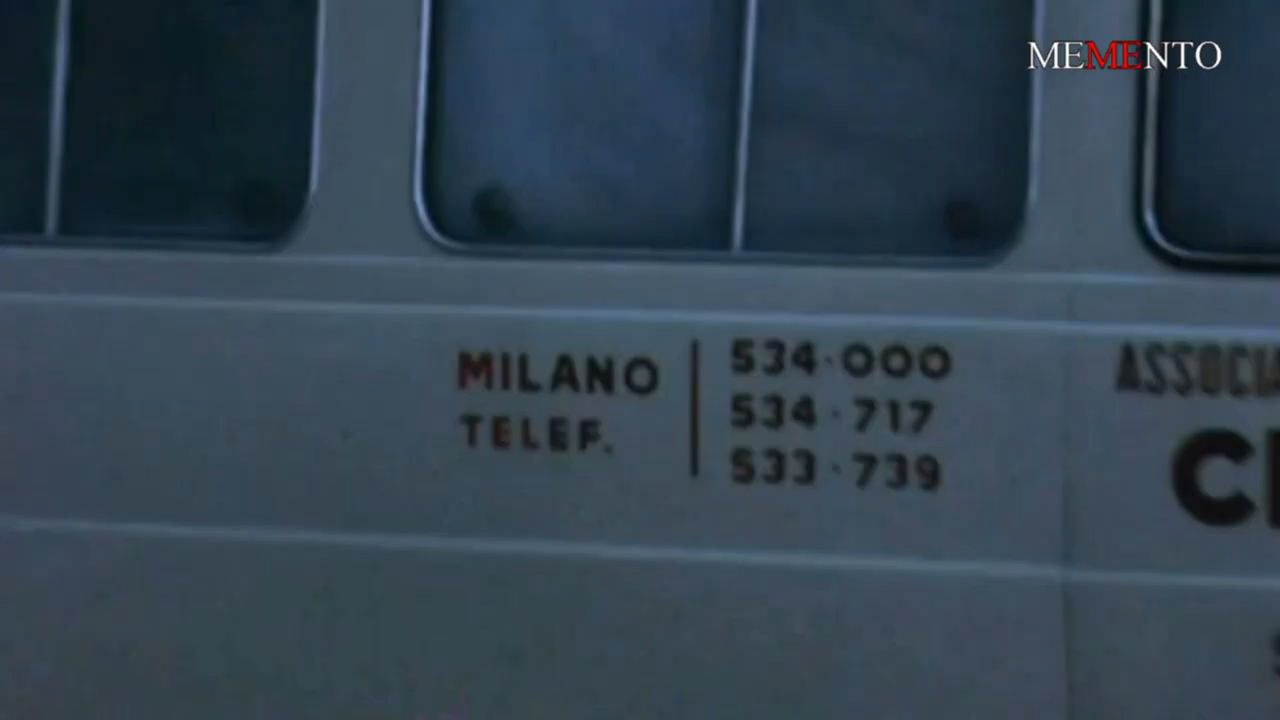 MEMENTO
MILANO
TELEF.
534·000
534·717
533·739